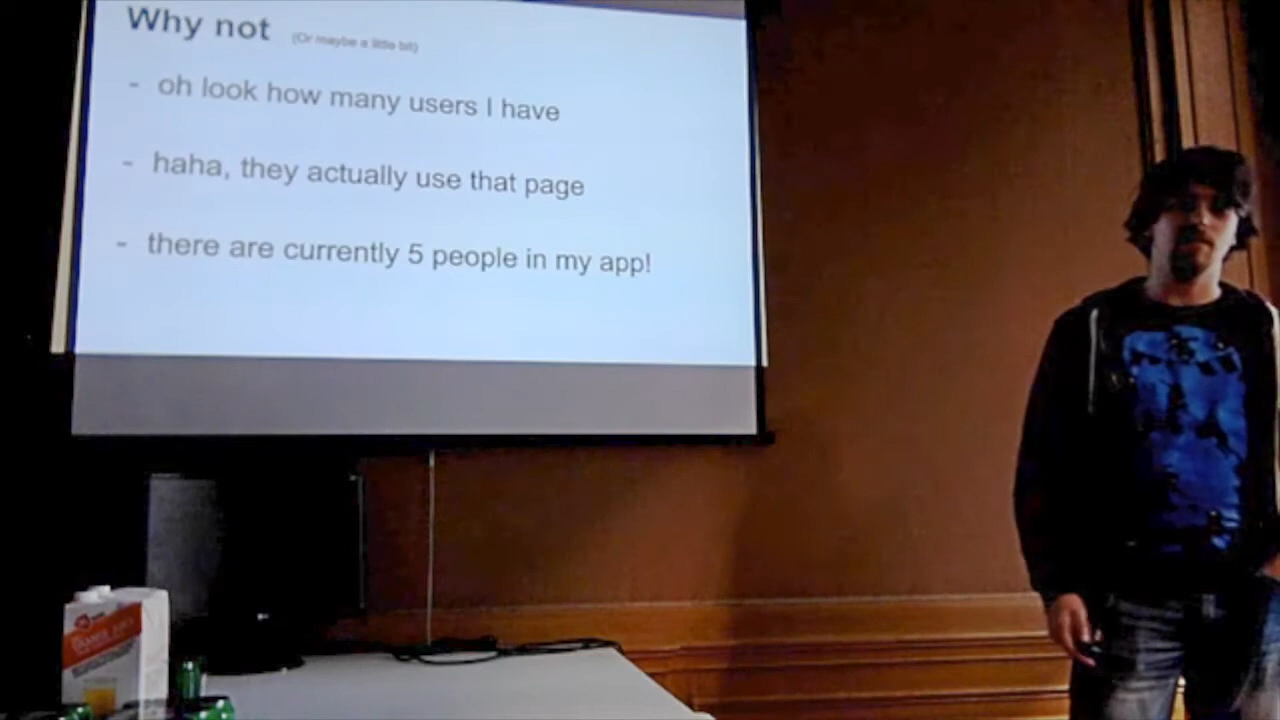 Why not (Or maybe a little bit)
- oh look how many users I have
- haha, they actually use that page
- there are currently 5 people in my app!